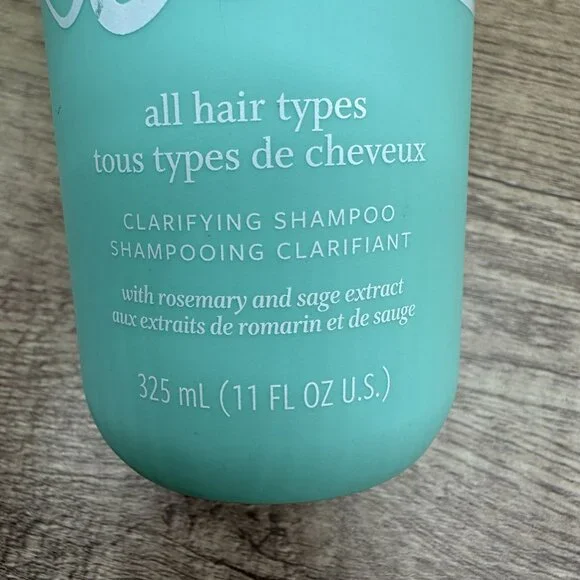 all hair types
tous types de cheveux
CLARIFYING SHAMPOO
SHAMPOOING CLARIFIANT
with rosemary and sage extract
aux extraits de romarin et de sauge
325 mL (11 FL OZ U.S.)